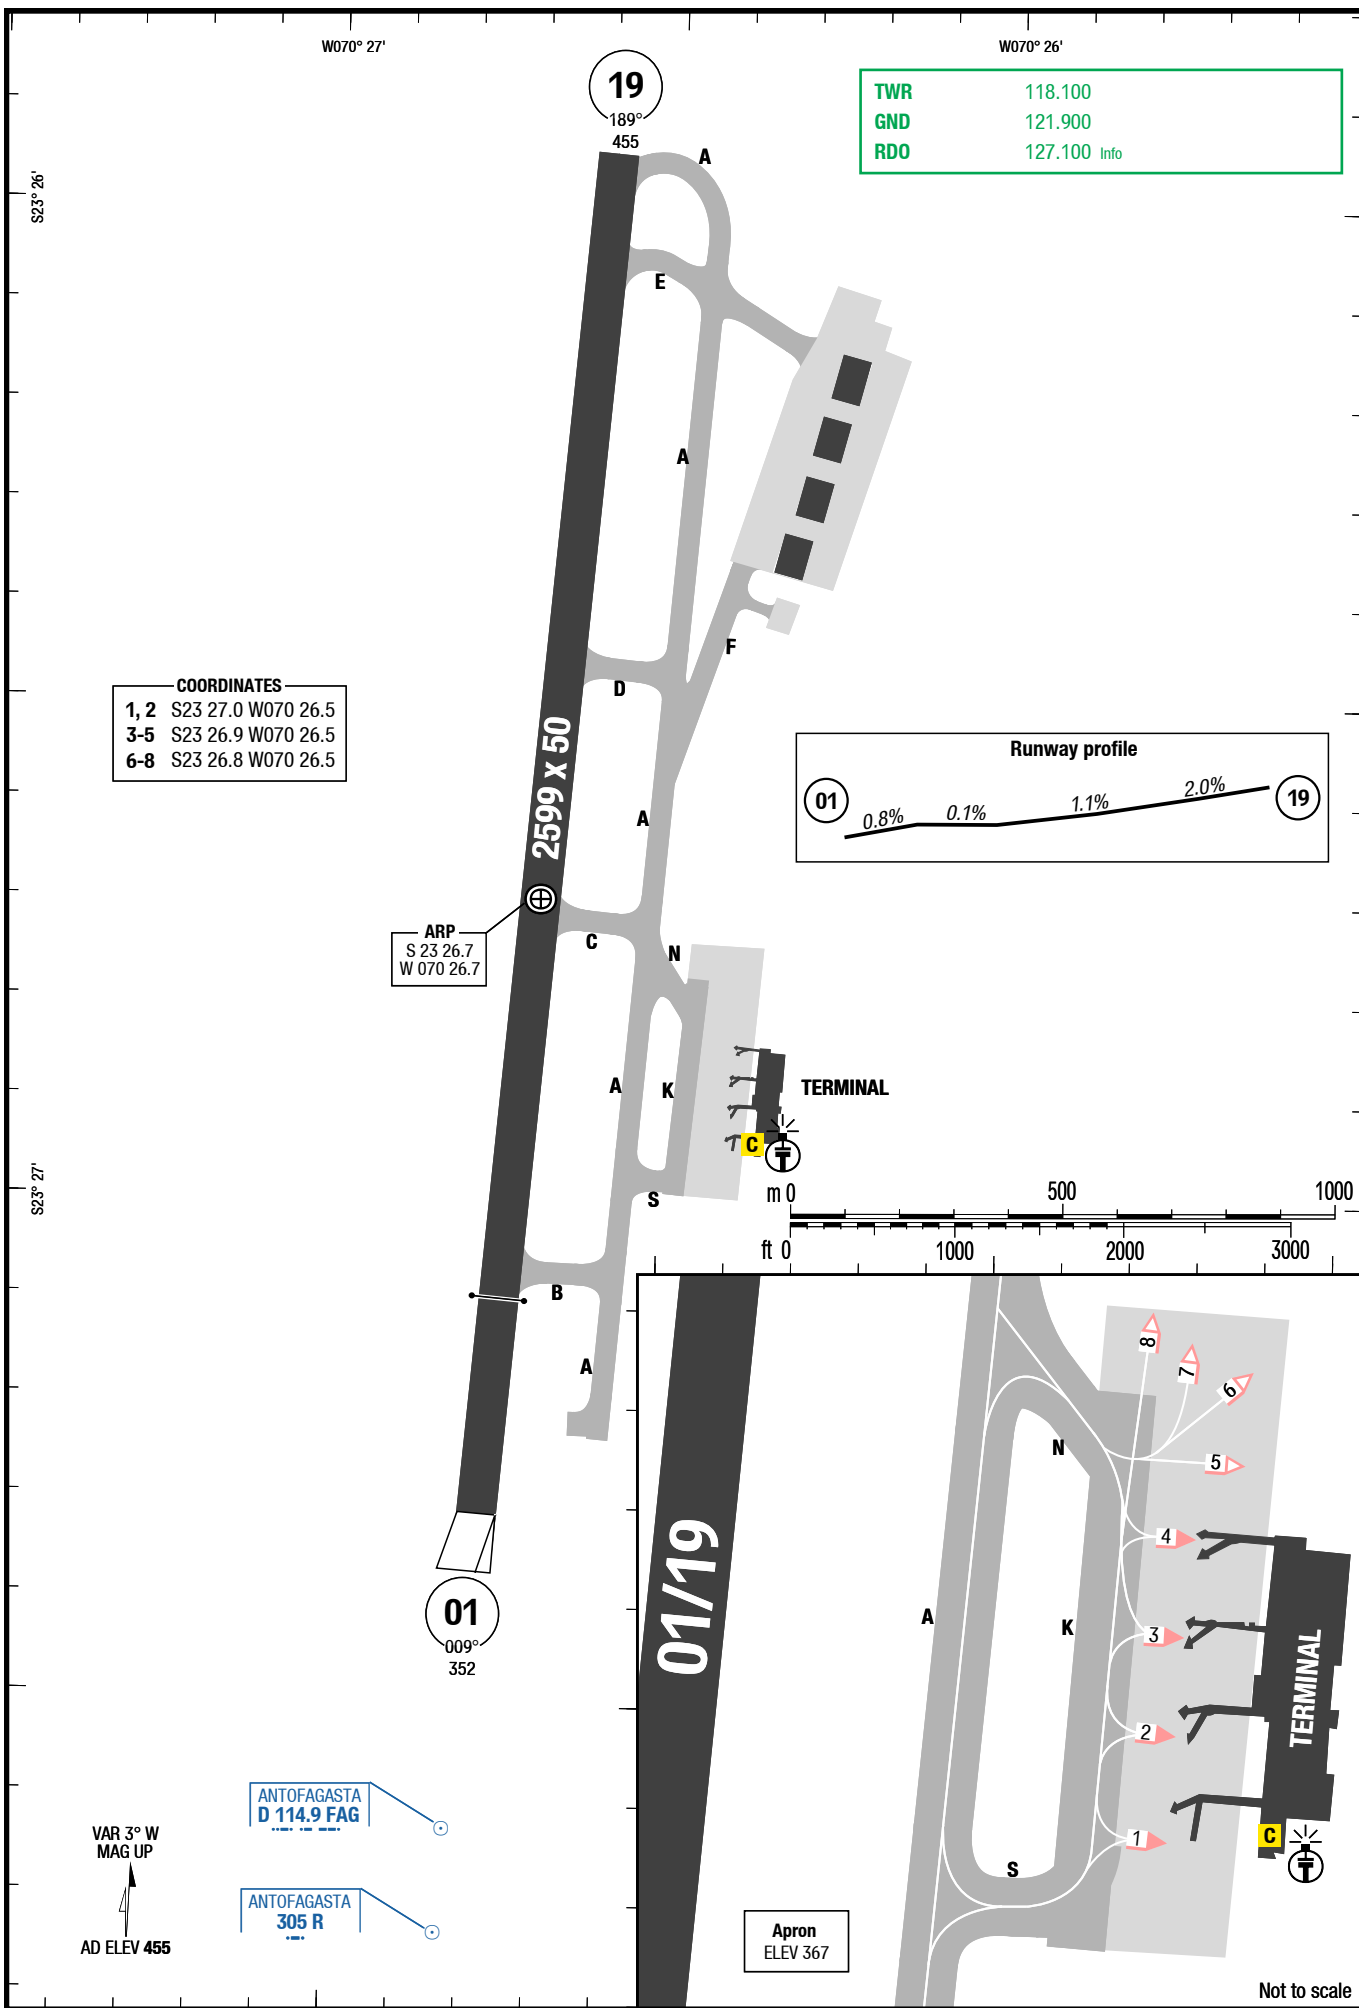 W070° 27'
W070° 26'
19
189°
455
A
TWR 118.100
GND 121.900
RDO 127.100 Info
S23° 26'
E
A
F
D
COORDINATES
1, 2 S23 27.0 W070 26.5
3-5 S23 26.9 W070 26.5
6-8 S23 26.8 W070 26.5
2599 x 50
Runway profile
01 0.8% 0.1% 1.1% 2.0% 19
A
ARP
S 23 26.7
W 070 26.7
C
N
A
K
TERMINAL
C
S23° 27'
S
m 0 500 1000
ft 0 1000 2000 3000
B
A
01
009°
352
8
7
6
5
N
4
01/19
A
K
3
TERMINAL
2
1
C
S
ANTOFAGASTA
D 114.9 FAG
VAR 3° W
MAG UP
ANTOFAGASTA
305 R
AD ELEV 455
Apron
ELEV 367
Not to scale